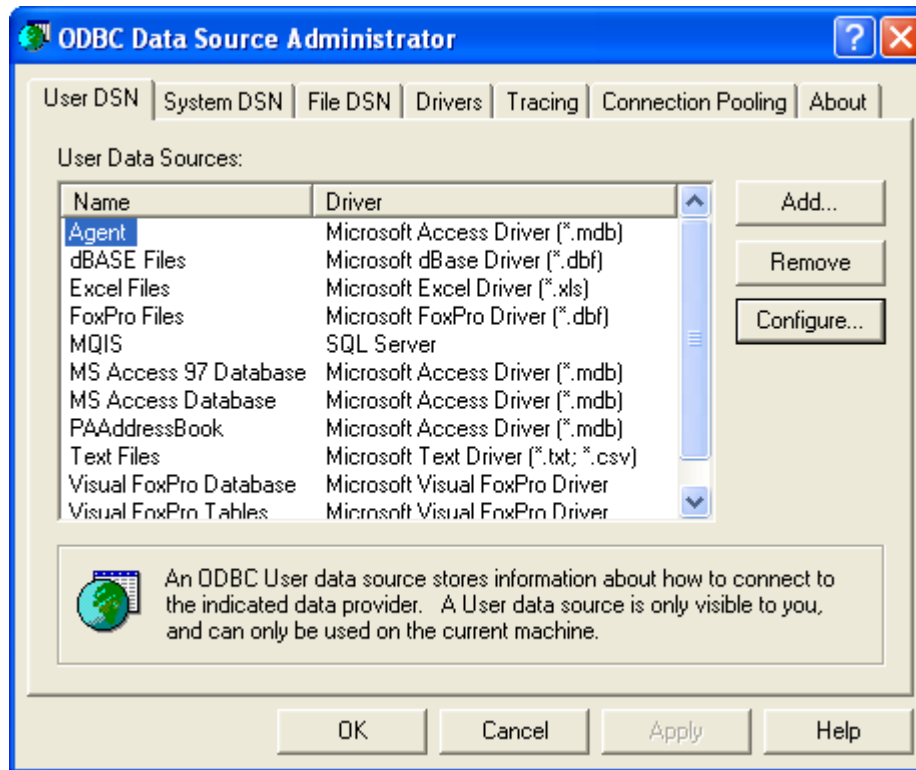 ODBC Data Source Administrator
User DSN System DSN File DSN Drivers Tracing Connection Pooling About
User Data Sources:
Name Driver
Agent Microsoft Access Driver (*.mdb)
dBASE Files Microsoft dBase Driver (*.dbf)
Excel Files Microsoft Excel Driver (*.xls)
FoxPro Files Microsoft FoxPro Driver (*.dbf)
MQIS SQL Server
MS Access 97 Database Microsoft Access Driver (*.mdb)
MS Access Database Microsoft Access Driver (*.mdb)
PAAddressBook Microsoft Access Driver (*.mdb)
Text Files Microsoft Text Driver (*.txt; *.csv)
Visual FoxPro Database Microsoft Visual FoxPro Driver
Visual FoxPro Tables Microsoft Visual FoxPro Driver
Add...
Remove
Configure...
An ODBC User data source stores information about how to connect to
the indicated data provider. A User data source is only visible to you,
and can only be used on the current machine.
OK Cancel Apply Help